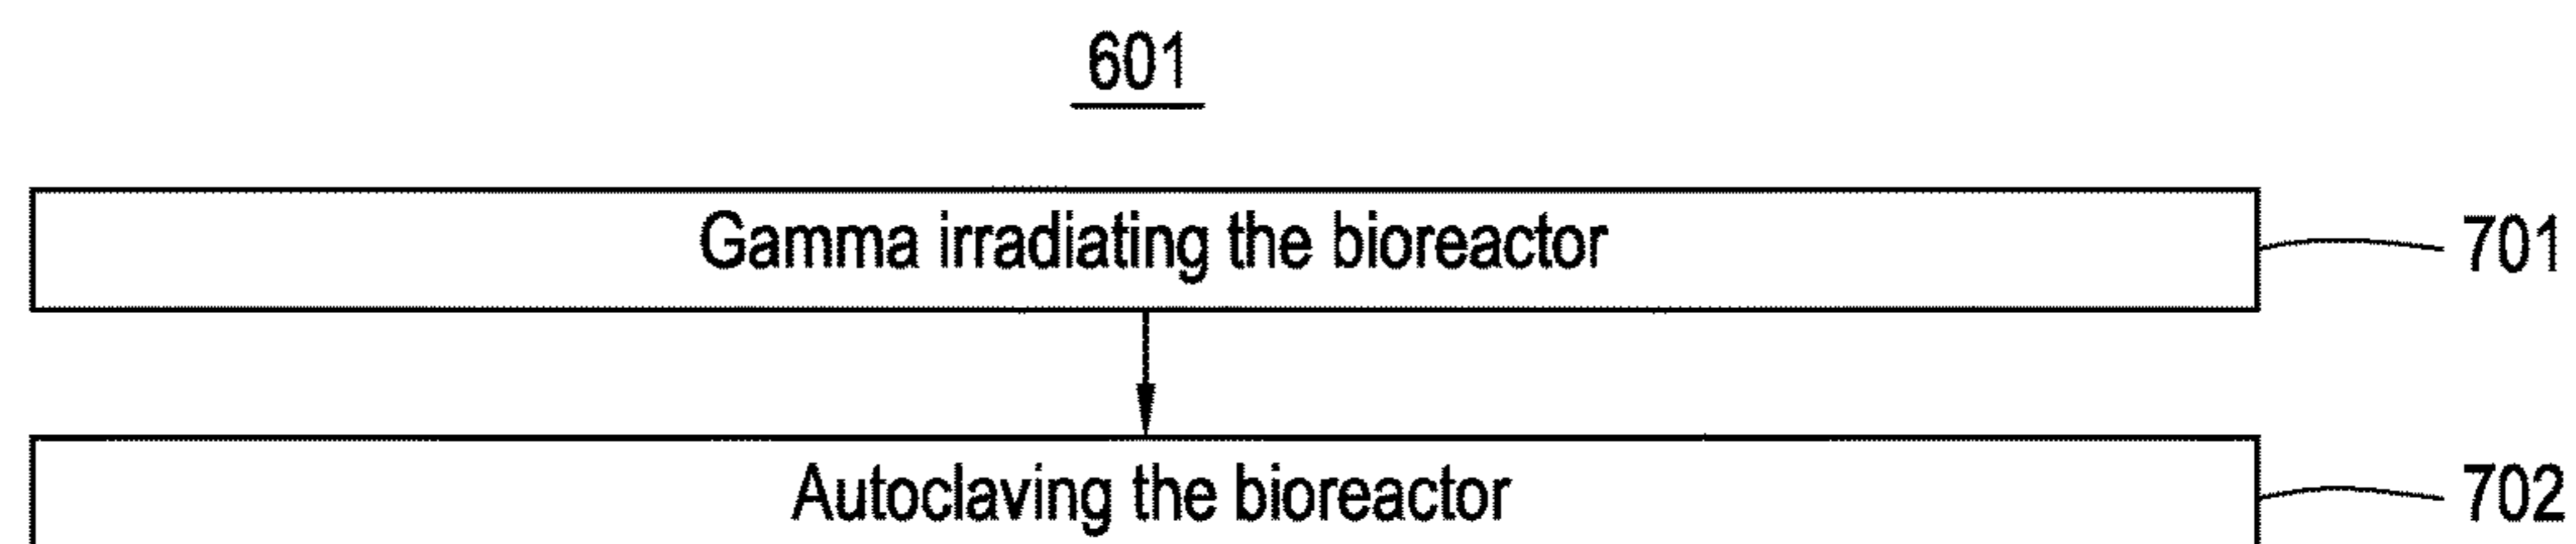 601
Gamma irradiating the bioreactor
701
Autoclaving the bioreactor
702